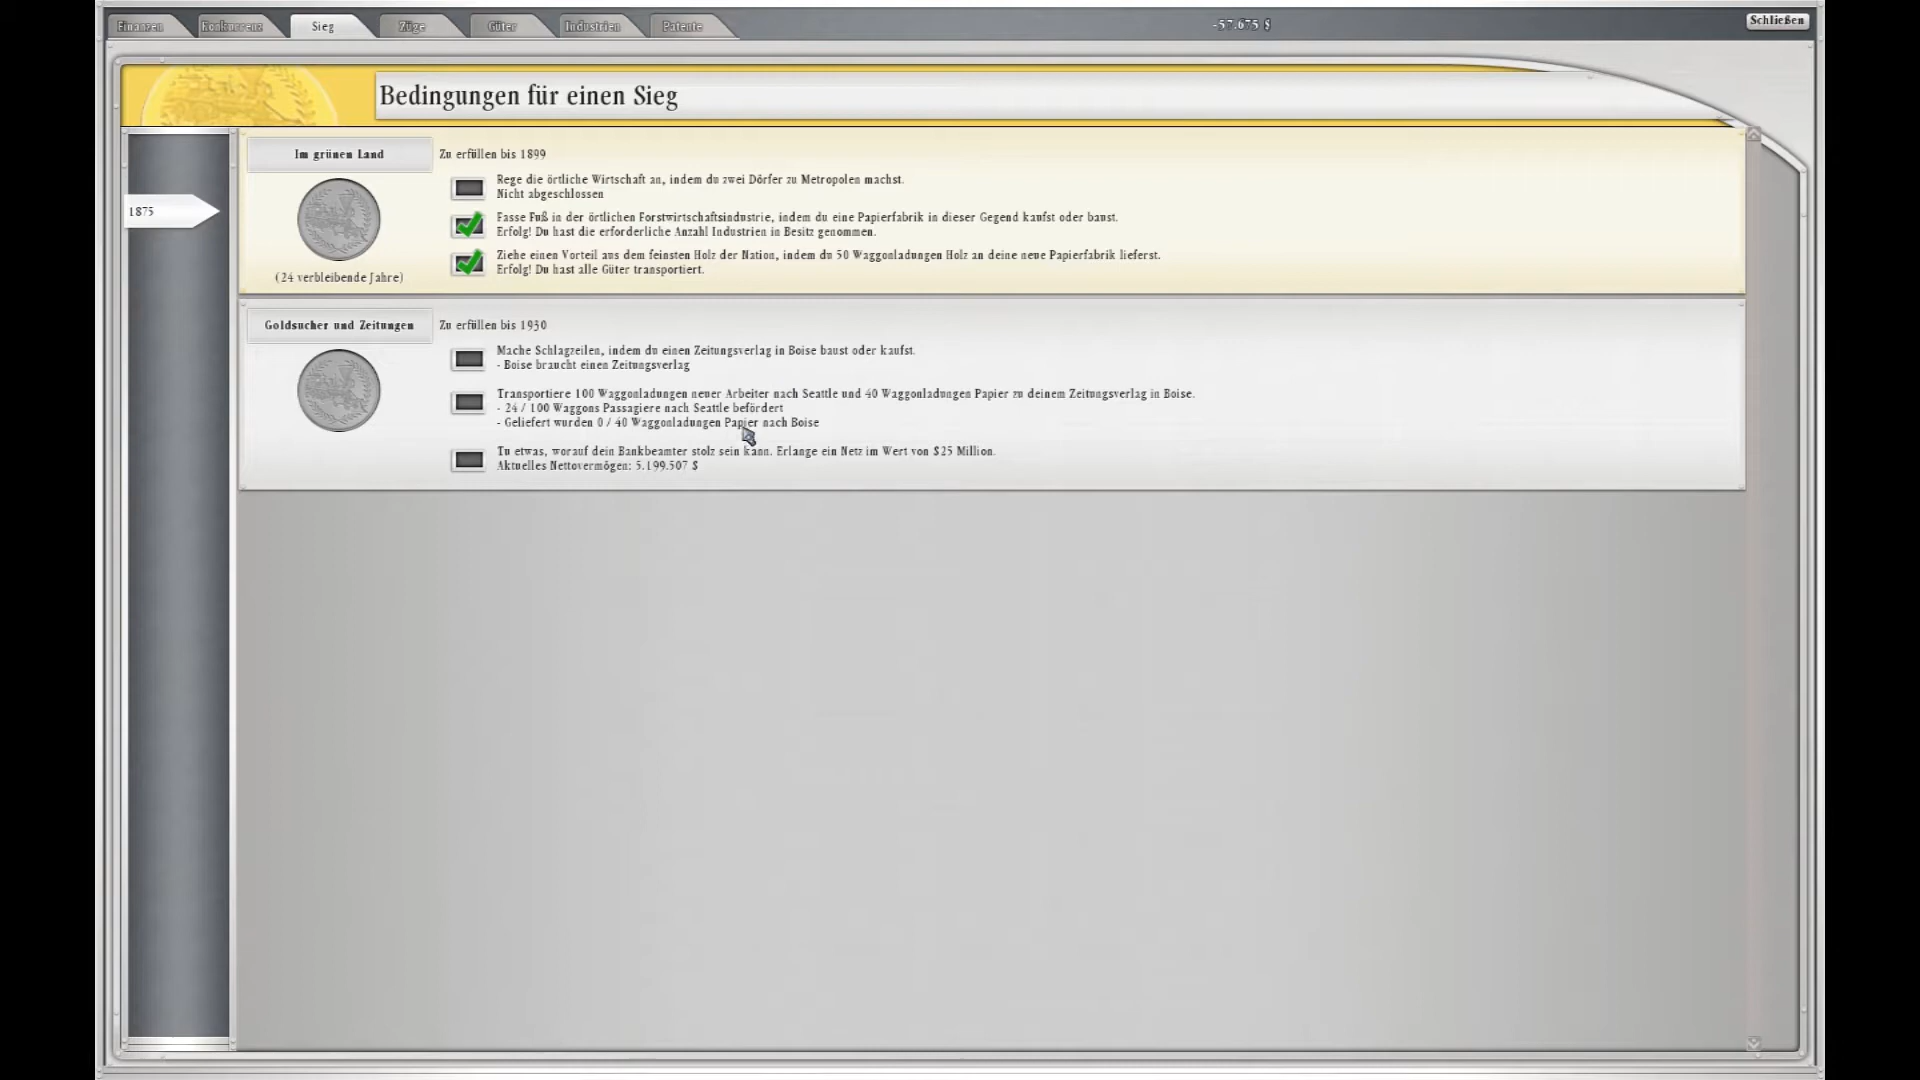 Finanzen
Konkurrenz
Sieg
Züge
Güter
Industrien
Patente
-57.675 $
Schließen
Bedingungen für einen Sieg
1875
Im grünen Land
(24 verbleibende Jahre)
Zu erfüllen bis 1899
Rege die örtliche Wirtschaft an, indem du zwei Dörfer zu Metropolen machst.
Nicht abgeschlossen
Fasse Fuß in der örtlichen Forstwirtschaftsindustrie, indem du eine Papierfabrik in dieser Gegend kaufst oder baust.
Erfolg! Du hast die erforderliche Anzahl Industrien in Besitz genommen.
Ziehe einen Vorteil aus dem feinsten Holz der Nation, indem du 50 Waggonladungen Holz an deine neue Papierfabrik lieferst.
Erfolg! Du hast alle Güter transportiert.
Goldsucher und Zeitungen
Zu erfüllen bis 1930
Mache Schlagzeilen, indem du einen Zeitungsverlag in Boise baust oder kaufst.
- Boise braucht einen Zeitungsverlag
Transportiere 100 Waggonladungen neuer Arbeiter nach Seattle und 40 Waggonladungen Papier zu deinem Zeitungsverlag in Boise.
- 24 / 100 Waggons Passagiere nach Seattle befördert
- Geliefert wurden 0 / 40 Waggonladungen Papier nach Boise
Tu etwas, worauf dein Bankbeamter stolz sein kann. Erlange ein Netz im Wert von $25 Million.
Aktuelles Nettovermögen: 5.199.507 $